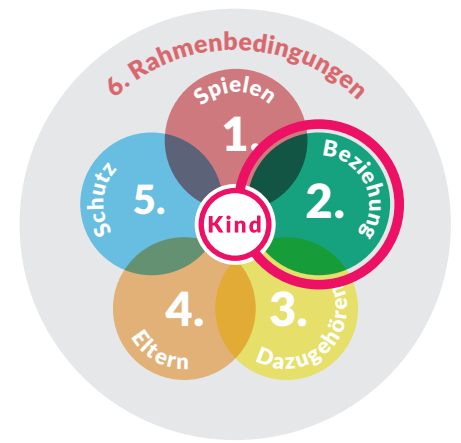 6. Rahmenbedingungen
Spielen
1.
Beziehung
2.
Dazugehören
3.
Eltern
4.
Schutz
5.
Kind